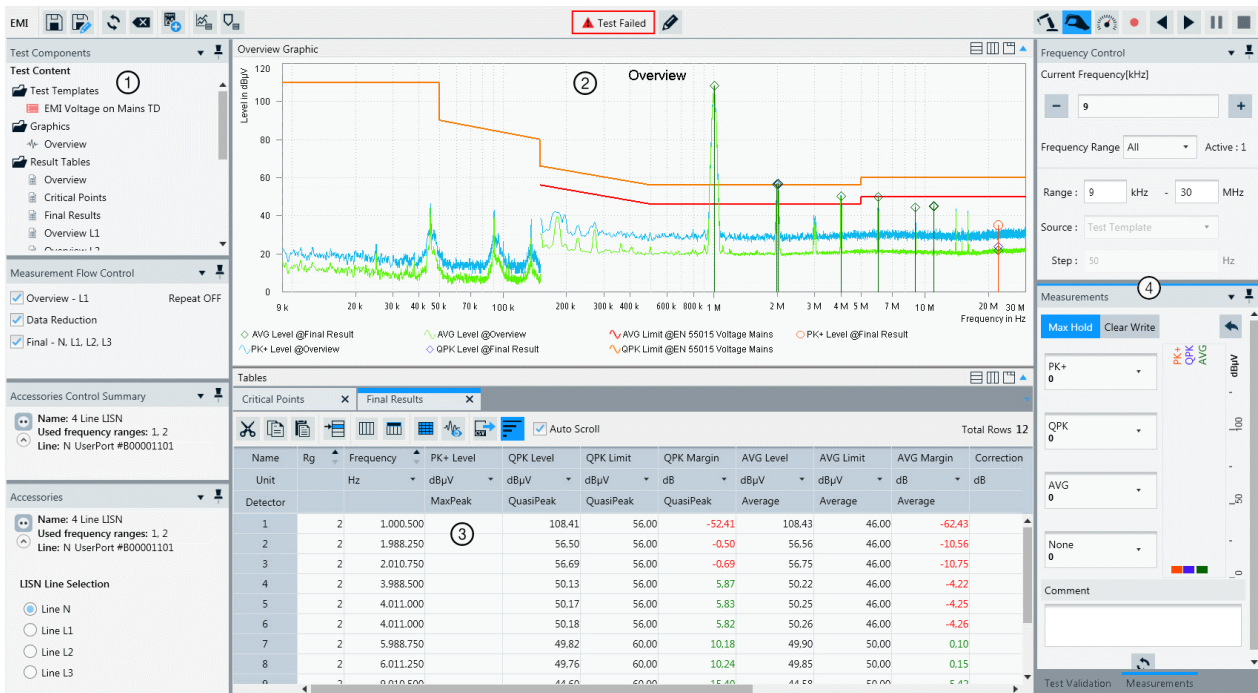 EMI
Test Failed
Test Components
Test Content
1
Test Templates
EMI Voltage on Mains TD
Graphics
Overview
Result Tables
Overview
Critical Points
Final Results
Overview L1
Measurement Flow Control
Overview - L1 Repeat OFF
Data Reduction
Final - N, L1, L2, L3
Accessories Control Summary
Name: 4 Line LISN
Used frequency ranges: 1, 2
Line: N UserPort #B00001101
Accessories
Name: 4 Line LISN
Used frequency ranges: 1, 2
Line: N UserPort #B00001101
LISN Line Selection
Line N
Line L1
Line L2
Line L3
Overview Graphic
Overview
2
Level in dBµV
120
100
80
60
40
20
0
9 k 20 k 30 k 40 k 50 k 70 k 100 k 200 k 300 k 400 k 600 k 800 k 1 M 2 M 3 M 4 M 5 M 7 M 10 M 20 M 30 M
Frequency in Hz
AVG Level @Final Result AVG Level @Overview AVG Limit @EN 55015 Voltage Mains PK+ Level @Final Result
PK+ Level @Overview QPK Level @Final Result QPK Limit @EN 55015 Voltage Mains
Tables
Critical Points Final Results
CSV
Auto Scroll Total Rows 12
Name Rg Frequency PK+ Level QPK Level QPK Limit QPK Margin AVG Level AVG Limit AVG Margin Correction
Unit Hz dBµV dBµV dBµV dB dBµV dBµV dB dB
Detector MaxPeak QuasiPeak QuasiPeak QuasiPeak Average Average Average
3
1 2 1.000.500 108.41 56.00 -52,41 108.43 46.00 -62,43
2 2 1.988.250 56.50 56.00 -0,50 56.56 46.00 -10,56
3 2 2.010.750 56.69 56.00 -0,69 56.75 46.00 -10,75
4 2 3.988.500 50.13 56.00 5,87 50.22 46.00 -4,22
5 2 4.011.000 50.17 56.00 5,83 50,25 46.00 -4,25
6 2 4.011.000 50.18 56.00 5,82 50,26 46.00 -4,26
7 2 5.988.750 49.82 60.00 10,18 49.90 50.00 0,10
8 2 6.011.250 49.76 60.00 10,24 49.85 50.00 0,15
Frequency Control
Current Frequency[kHz]
9
Frequency Range All Active : 1
Range : 9 kHz - 30 MHz
Source : Test Template
Step : 50 Hz
4
Measurements
Max Hold Clear Write
PK+
0
QPK
0
AVG
0
None
0
PK+
QPK
AVG
dBµV
100
50
0
Comment
Test Validation Measurements